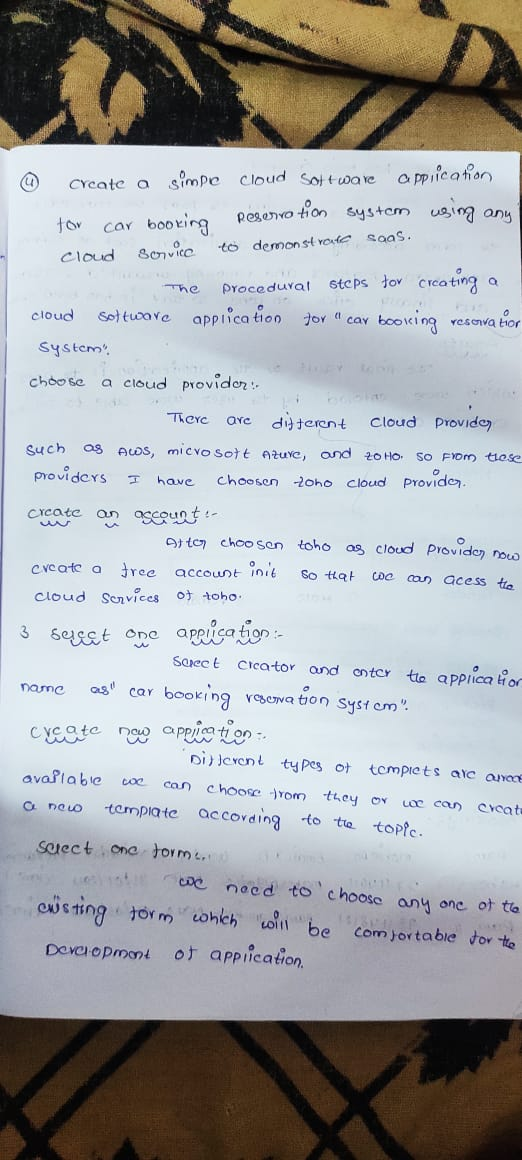 ④ create a simple cloud software application
for car booking Reservation system using any
cloud service to demonstrate saas.
The procedural steps for creating a
cloud software application for "car booking reservation
system".
choose a cloud provider:-
There are different cloud provider
such as AWS, microsoft Azure, and ZOHO. SO From these
providers I have choosen zoho cloud provider.
create an account:-
After choosen zoho as cloud provider now
create a free account init so that we can acess the
cloud services of zoho.
3 select one application:-
Select creator and enter the application
name as "car booking reservation system".
create new application:-
Different types of templets are
available we can choose from they or we can create
a new template according to the topic.
select one form:-
we need to choose any one of the
existing form which will be comfortable for the
Development of application.